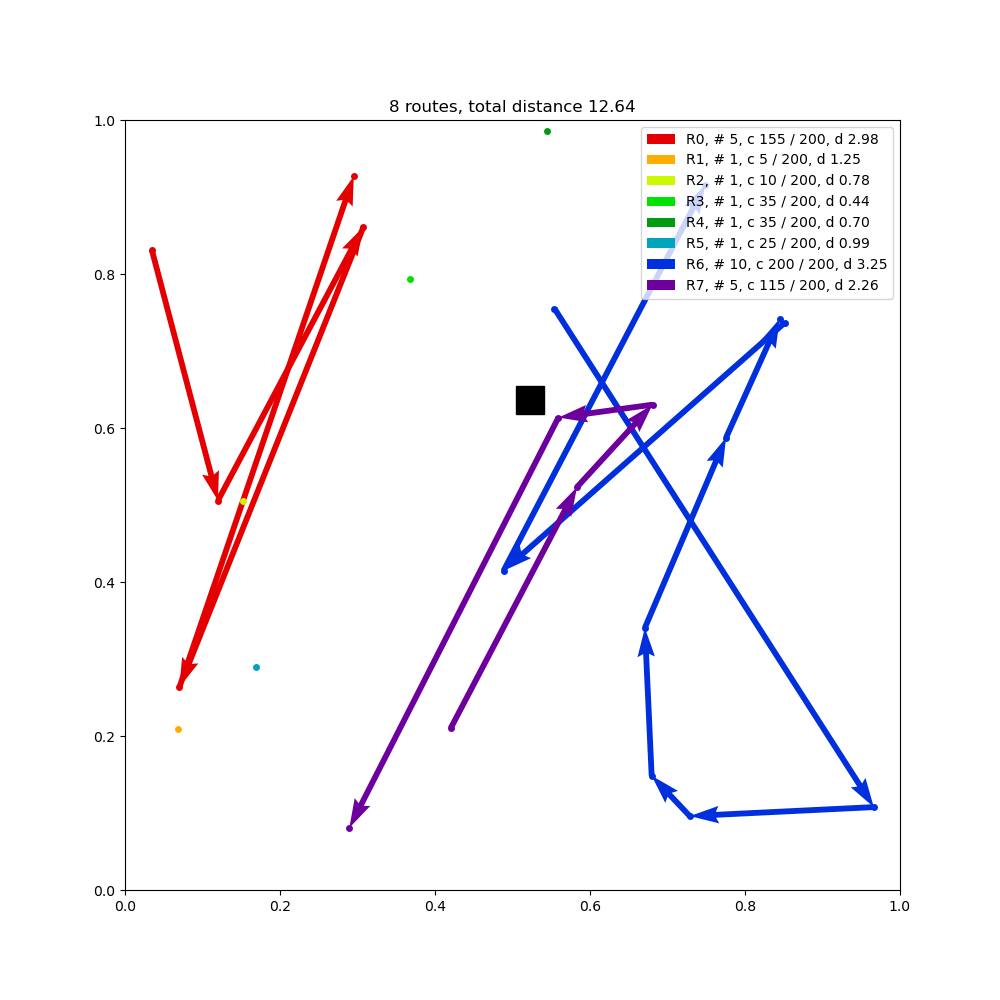 8 routes, total distance 12.64
1.0
R0, # 5, c 155 / 200, d 2.98
R1, # 1, c 5 / 200, d 1.25
R2, # 1, c 10 / 200, d 0.78
R3, # 1, c 35 / 200, d 0.44
R4, # 1, c 35 / 200, d 0.70
R5, # 1, c 25 / 200, d 0.99
R6, # 10, c 200 / 200, d 3.25
R7, # 5, c 115 / 200, d 2.26
0.8
0.6
0.4
0.2
0.0
0.0 0.2 0.4 0.6 0.8 1.0